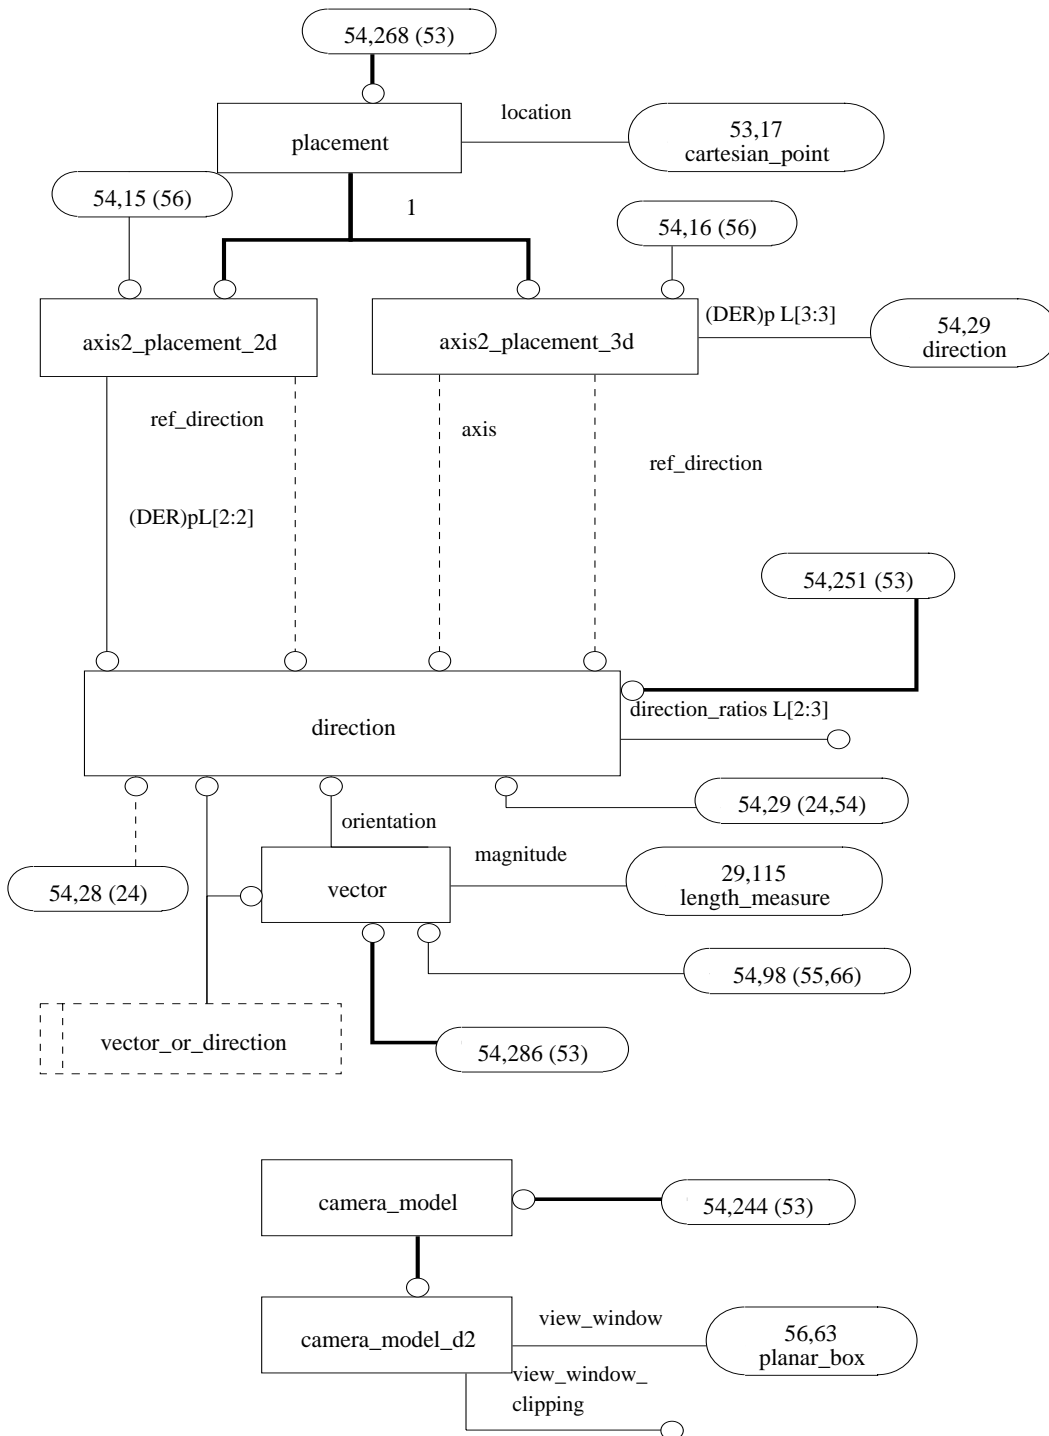 54,268 (53)
location
placement
53,17
cartesian_point
54,15 (56)
1
54,16 (56)
axis2_placement_2d
axis2_placement_3d
(DER)p L[3:3]
54,29
direction
ref_direction
axis
ref_direction
(DER)pL[2:2]
54,251 (53)
direction
direction_ratios L[2:3]
54,29 (24,54)
orientation
magnitude
54,28 (24)
vector
29,115
length_measure
54,98 (55,66)
vector_or_direction
54,286 (53)
camera_model
54,244 (53)
camera_model_d2
view_window
56,63
planar_box
view_window_
clipping